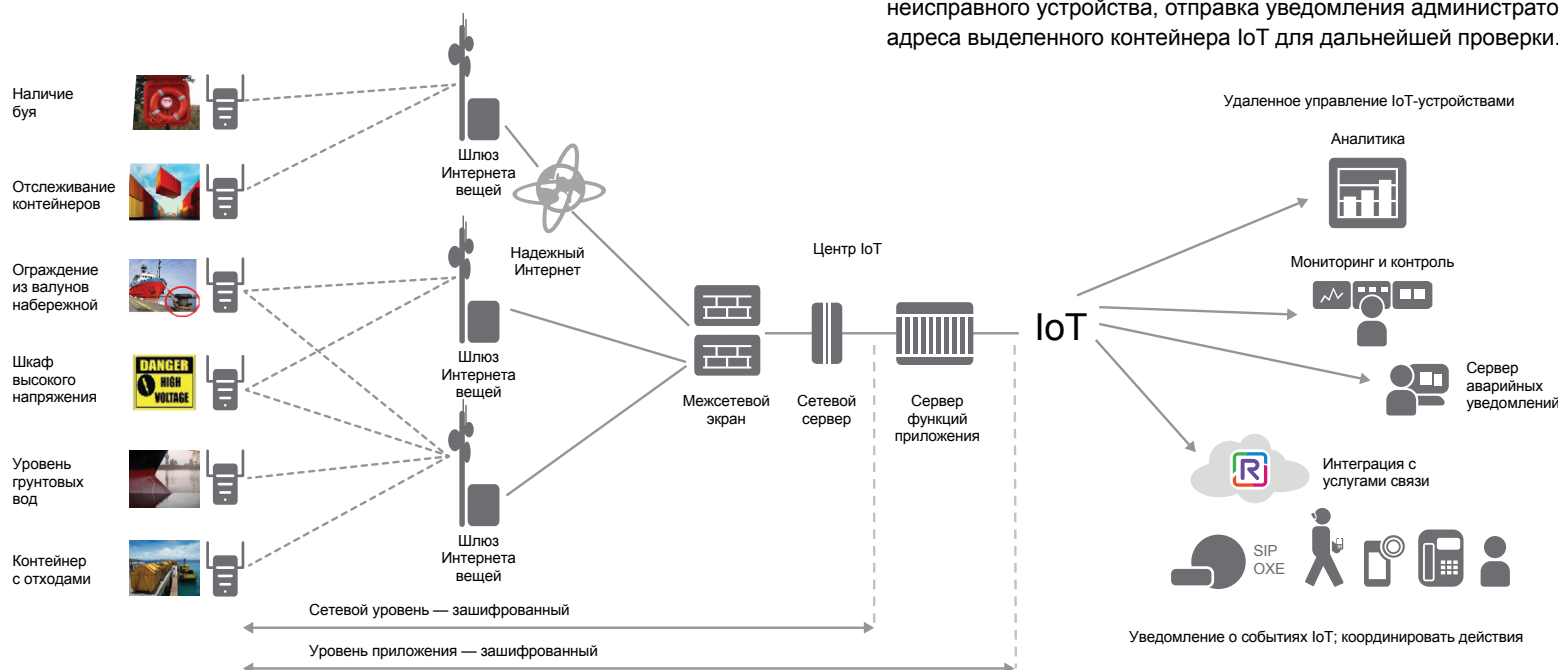 неисправного устройства, отправка уведомления администрато
адреса выделенного контейнера IoT для дальнейшей проверки.
Наличие
буя
Отслеживание
контейнеров
Ограждение
из валунов
набережной
Шкаф
высокого
напряжения
DANGER
HIGH
VOLTAGE
Уровень
грунтовых
вод
Контейнер
с отходами
Шлюз
Интернета
вещей
Шлюз
Интернета
вещей
Шлюз
Интернета
вещей
Надежный
Интернет
Межсетевой
экран
Центр IoT
Сетевой
сервер
Сервер
функций
приложения
IoT
Удаленное управление IoT-устройствами
Аналитика
Мониторинг и контроль
Сервер
аварийных
уведомлений
R
Интеграция с
услугами связи
SIP
OXE
Уведомление о событиях IoT; координировать действия
Сетевой уровень — зашифрованный
Уровень приложения — зашифрованный